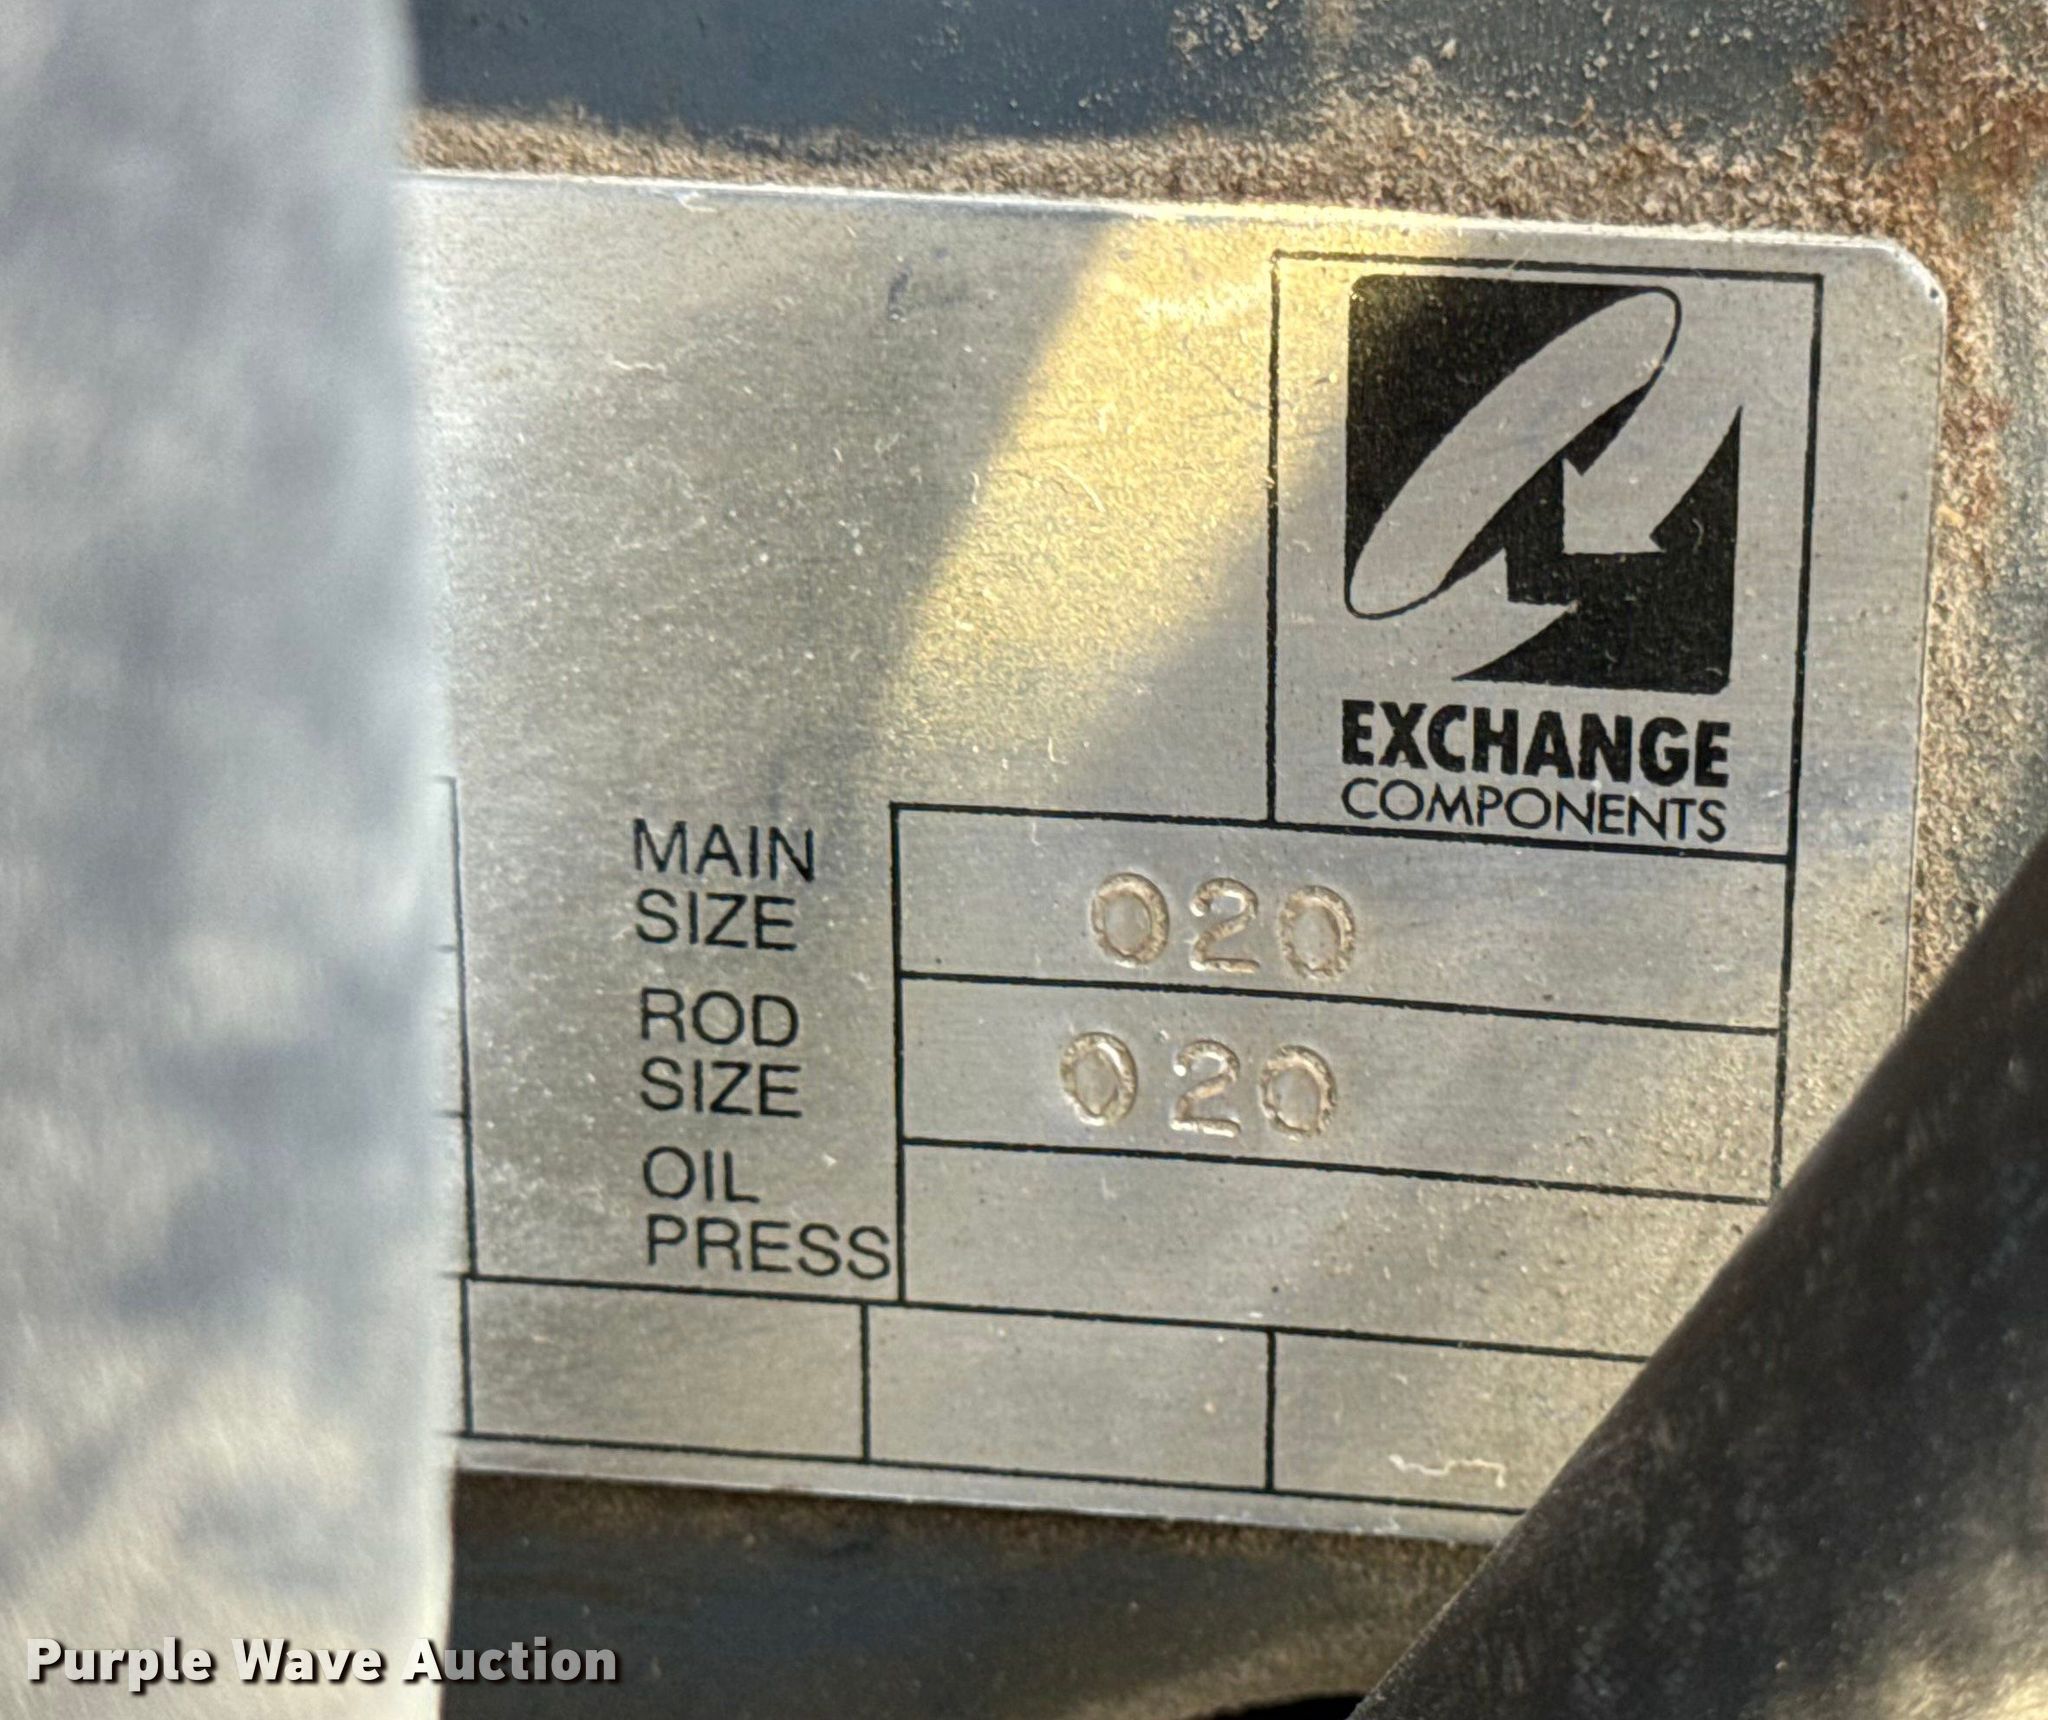 EXCHANGE
COMPONENTS
MAIN
SIZE
020
ROD
SIZE
020
OIL
PRESS
Purple Wave Auction